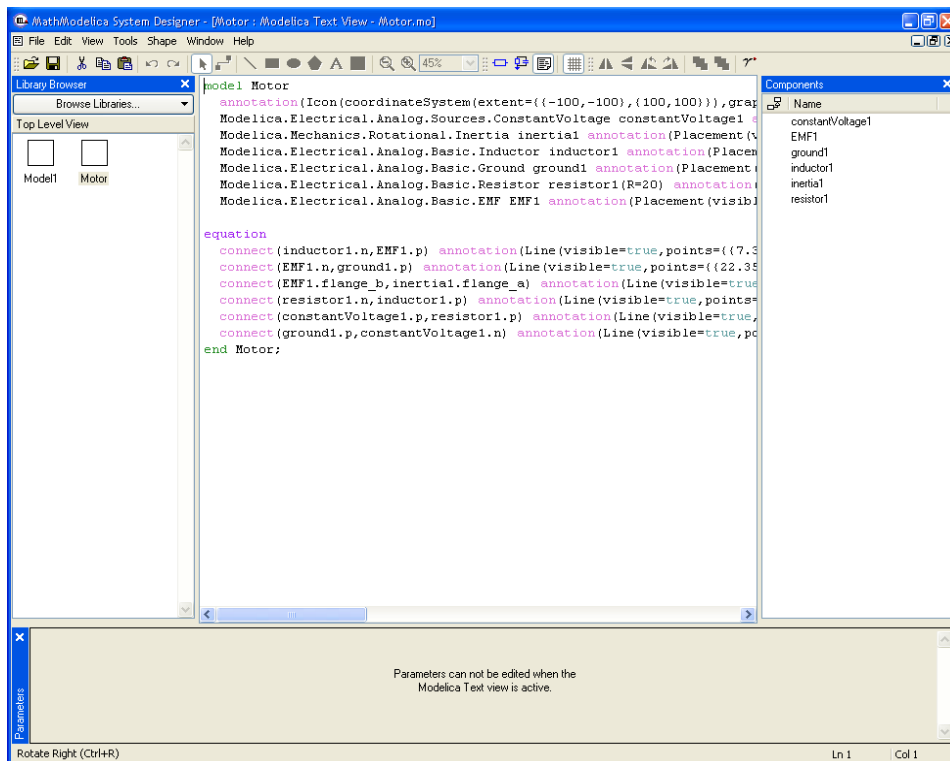 MathModelica System Designer - [Motor : Modelica Text View - Motor.mo]
File Edit View Tools Shape Window Help
45%
Library Browser
Browse Libraries...
Top Level View
Model1 Motor
model Motor
annotation(Icon(coordinateSystem(extent={{-100,-100},{100,100}}),grap
Modelica.Electrical.Analog.Sources.ConstantVoltage constantVoltage1 a
Modelica.Mechanics.Rotational.Inertia inertia1 annotation(Placement(v
Modelica.Electrical.Analog.Basic.Inductor inductor1 annotation(Placem
Modelica.Electrical.Analog.Basic.Ground ground1 annotation(Placement(
Modelica.Electrical.Analog.Basic.Resistor resistor1(R=20) annotation(
Modelica.Electrical.Analog.Basic.EMF EMF1 annotation(Placement(visibl
equation
connect(inductor1.n,EMF1.p) annotation(Line(visible=true,points={{7.3
connect(EMF1.n,ground1.p) annotation(Line(visible=true,points={{22.35
connect(EMF1.flange_b,inertia1.flange_a) annotation(Line(visible=true
connect(resistor1.n,inductor1.p) annotation(Line(visible=true,points=
connect(constantVoltage1.p,resistor1.p) annotation(Line(visible=true,
connect(ground1.p,constantVoltage1.n) annotation(Line(visible=true,po
end Motor;
Components
Name
constantVoltage1
EMF1
ground1
inductor1
inertia1
resistor1
Parameters
Parameters can not be edited when the
Modelica Text view is active.
Rotate Right (Ctrl+R)
Ln 1 Col 1